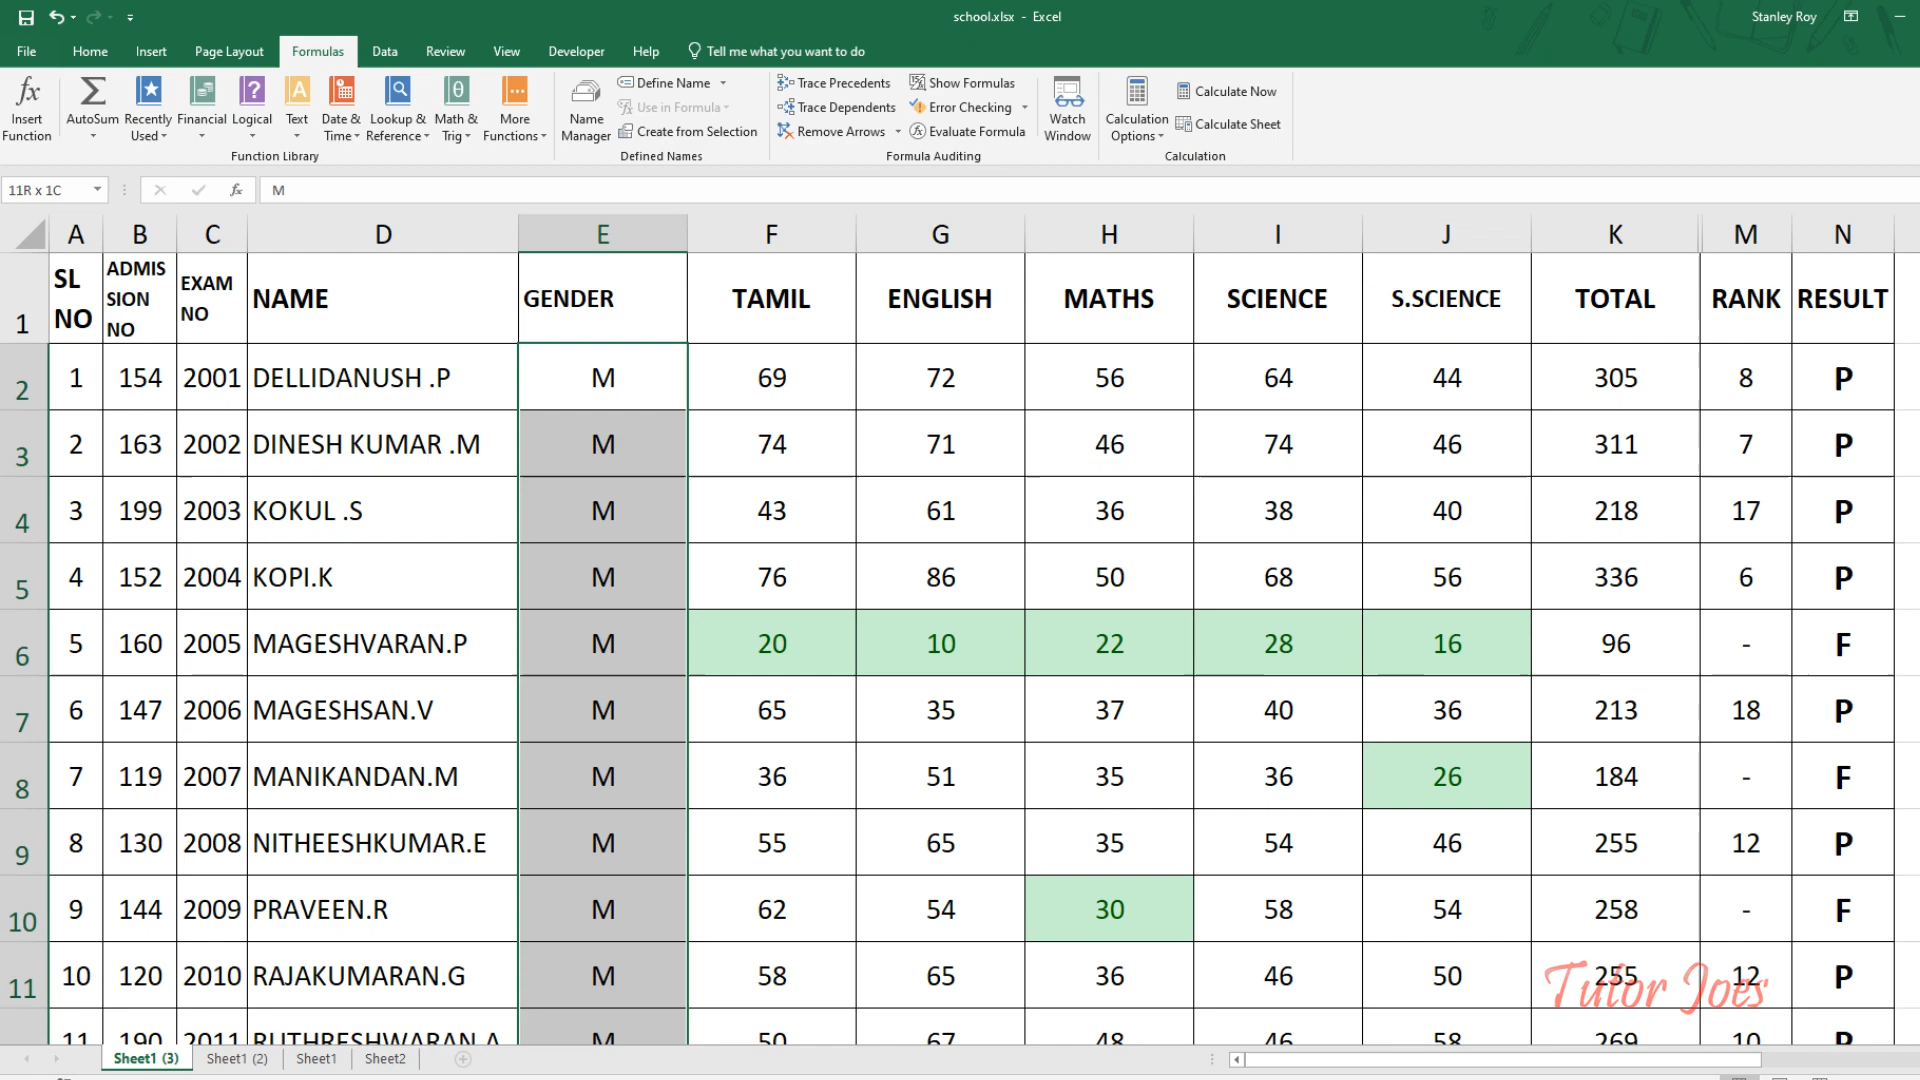 school.xlsx - Excel
Stanley Roy
File Home Insert Page Layout Formulas Data Review View Developer Help Tell me what you want to do
fx Insert Function
AutoSum
Recently Used
Financial
Logical
Text
Date & Time
Lookup & Reference
Math & Trig
More Functions
Function Library
Name Manager
Define Name
Use in Formula
Create from Selection
Defined Names
Trace Precedents
Trace Dependents
Remove Arrows
Show Formulas
Error Checking
Evaluate Formula
Formula Auditing
Watch Window
Calculation Options
Calculate Now
Calculate Sheet
Calculation
11R x 1C fx M
A B C D E F G H I J K M N
1 SL NO ADMIS SION NO EXAM NO NAME GENDER TAMIL ENGLISH MATHS SCIENCE S.SCIENCE TOTAL RANK RESULT
2 1 154 2001 DELLIDANUSH .P M 69 72 56 64 44 305 8 P
3 2 163 2002 DINESH KUMAR .M M 74 71 46 74 46 311 7 P
4 3 199 2003 KOKUL .S M 43 61 36 38 40 218 17 P
5 4 152 2004 KOPI.K M 76 86 50 68 56 336 6 P
6 5 160 2005 MAGESHVARAN.P M 20 10 22 28 16 96 - F
7 6 147 2006 MAGESHSAN.V M 65 35 37 40 36 213 18 P
8 7 119 2007 MANIKANDAN.M M 36 51 35 36 26 184 - F
9 8 130 2008 NITHEESHKUMAR.E M 55 65 35 54 46 255 12 P
10 9 144 2009 PRAVEEN.R M 62 54 30 58 54 258 - F
11 10 120 2010 RAJAKUMARAN.G M 58 65 36 46 50 255 12 P
Tutor Joes
11 190 2011 RUTHRESHWARAN.A M 50 67 48 46 58 269 10 P
Sheet1 (3) Sheet1 (2) Sheet1 Sheet2